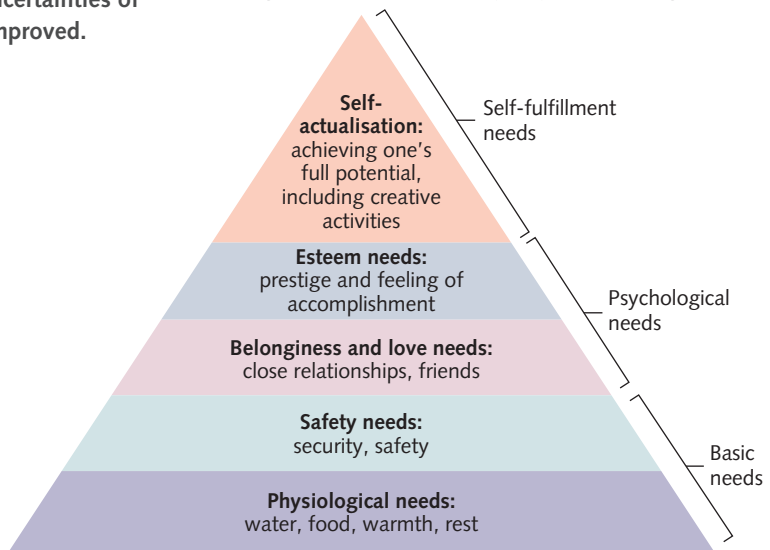 mproved.
Self-
actualisation:
achieving one's
full potential,
including creative
activities
Self-fulfillment
needs
Esteem needs:
prestige and feeling of
accomplishment
Psychological
needs
Belonginess and love needs:
close relationships, friends
Safety needs:
security, safety
Basic
needs
Physiological needs:
water, food, warmth, rest